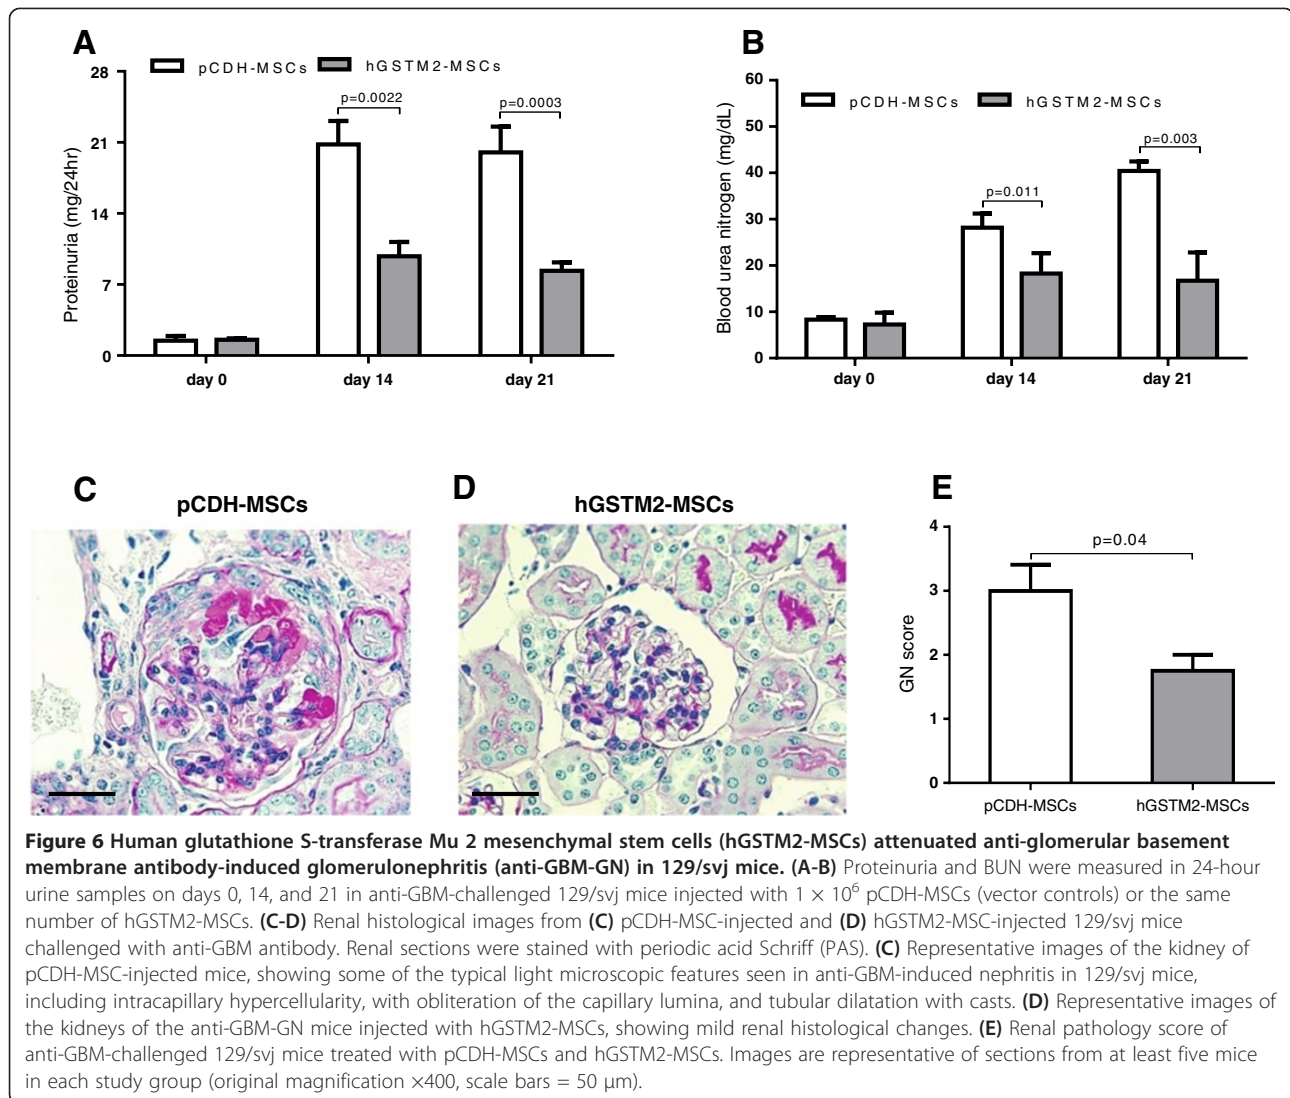 A
pCDH-MSCs hGSTM2-MSCs
28
21
14
7
0
Proteinuria (mg/24hr)
p=0.0022
p=0.0003
day 0 day 14 day 21
B
60
50
40
30
20
10
0
Blood urea nitrogen (mg/dL)
pCDH-MSCs hGSTM2-MSCs
p=0.011
p=0.003
day 0 day 14 day 21
C
pCDH-MSCs
D
hGSTM2-MSCs
E
4
3
2
1
0
GN score
p=0.04
pCDH-MSCs hGSTM2-MSCs
Figure 6 Human glutathione S-transferase Mu 2 mesenchymal stem cells (hGSTM2-MSCs) attenuated anti-glomerular basement
membrane antibody-induced glomerulonephritis (anti-GBM-GN) in 129/svj mice. (A-B) Proteinuria and BUN were measured in 24-hour
urine samples on days 0, 14, and 21 in anti-GBM-challenged 129/svj mice injected with 1 × 10⁶ pCDH-MSCs (vector controls) or the same
number of hGSTM2-MSCs. (C-D) Renal histological images from (C) pCDH-MSC-injected and (D) hGSTM2-MSC-injected 129/svj mice
challenged with anti-GBM antibody. Renal sections were stained with periodic acid Schriff (PAS). (C) Representative images of the kidney of
pCDH-MSC-injected mice, showing some of the typical light microscopic features seen in anti-GBM-induced nephritis in 129/svj mice,
including intracapillary hypercellularity, with obliteration of the capillary lumina, and tubular dilatation with casts. (D) Representative images of
the kidneys of the anti-GBM-GN mice injected with hGSTM2-MSCs, showing mild renal histological changes. (E) Renal pathology score of
anti-GBM-challenged 129/svj mice treated with pCDH-MSCs and hGSTM2-MSCs. Images are representative of sections from at least five mice
in each study group (original magnification ×400, scale bars = 50 μm).